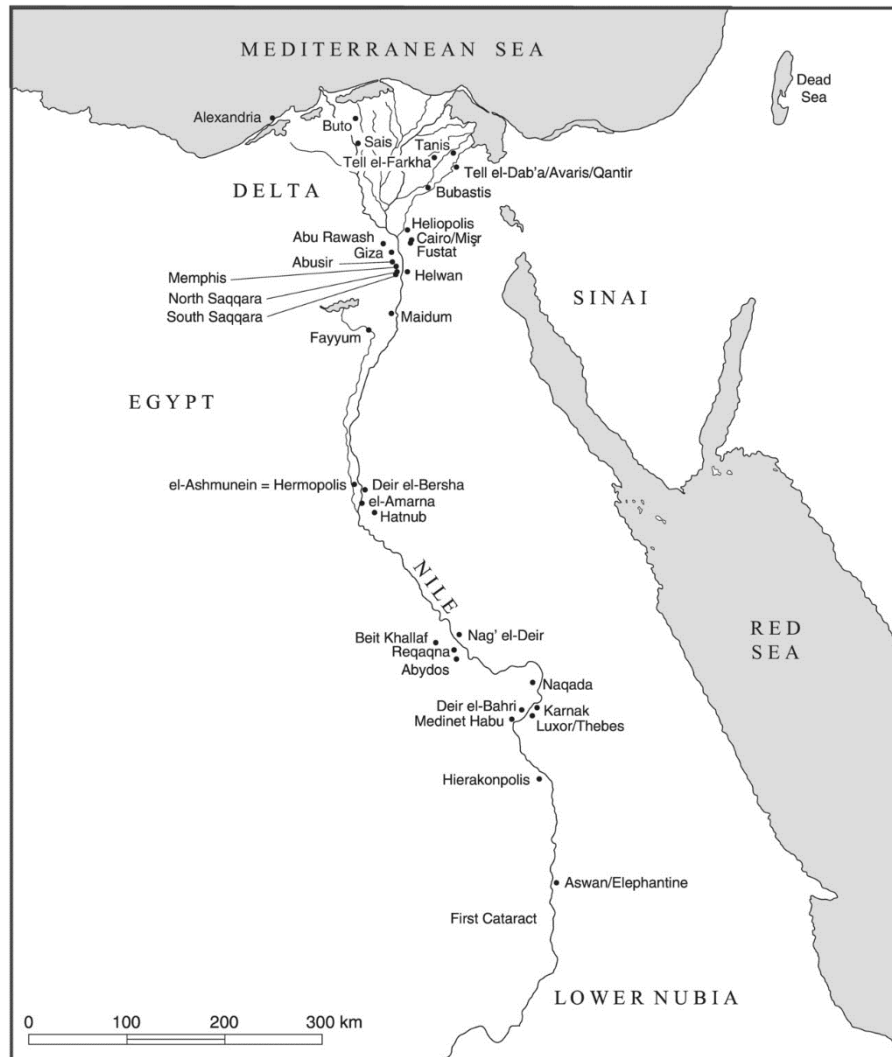 MEDITERRANEAN SEA
Dead
Sea
Alexandria
Buto
Sais
Tanis
Tell el-Farkha
Tell el-Dab'a/Avaris/Qantir
DELTA
Bubastis
Heliopolis
Abu Rawash
Cairo/Miṣr
Giza
Fustat
Abusir
Memphis
Helwan
North Saqqara
SINAI
South Saqqara
Maidum
Fayyum
EGYPT
el-Ashmunein = Hermopolis
Deir el-Bersha
el-Amarna
Hatnub
NILE
Beit Khallaf
Nag' el-Deir
RED
SEA
Reqaqna
Abydos
Naqada
Deir el-Bahri
Karnak
Medinet Habu
Luxor/Thebes
Hierakonpolis
Aswan/Elephantine
First Cataract
LOWER NUBIA
0 100 200 300 km